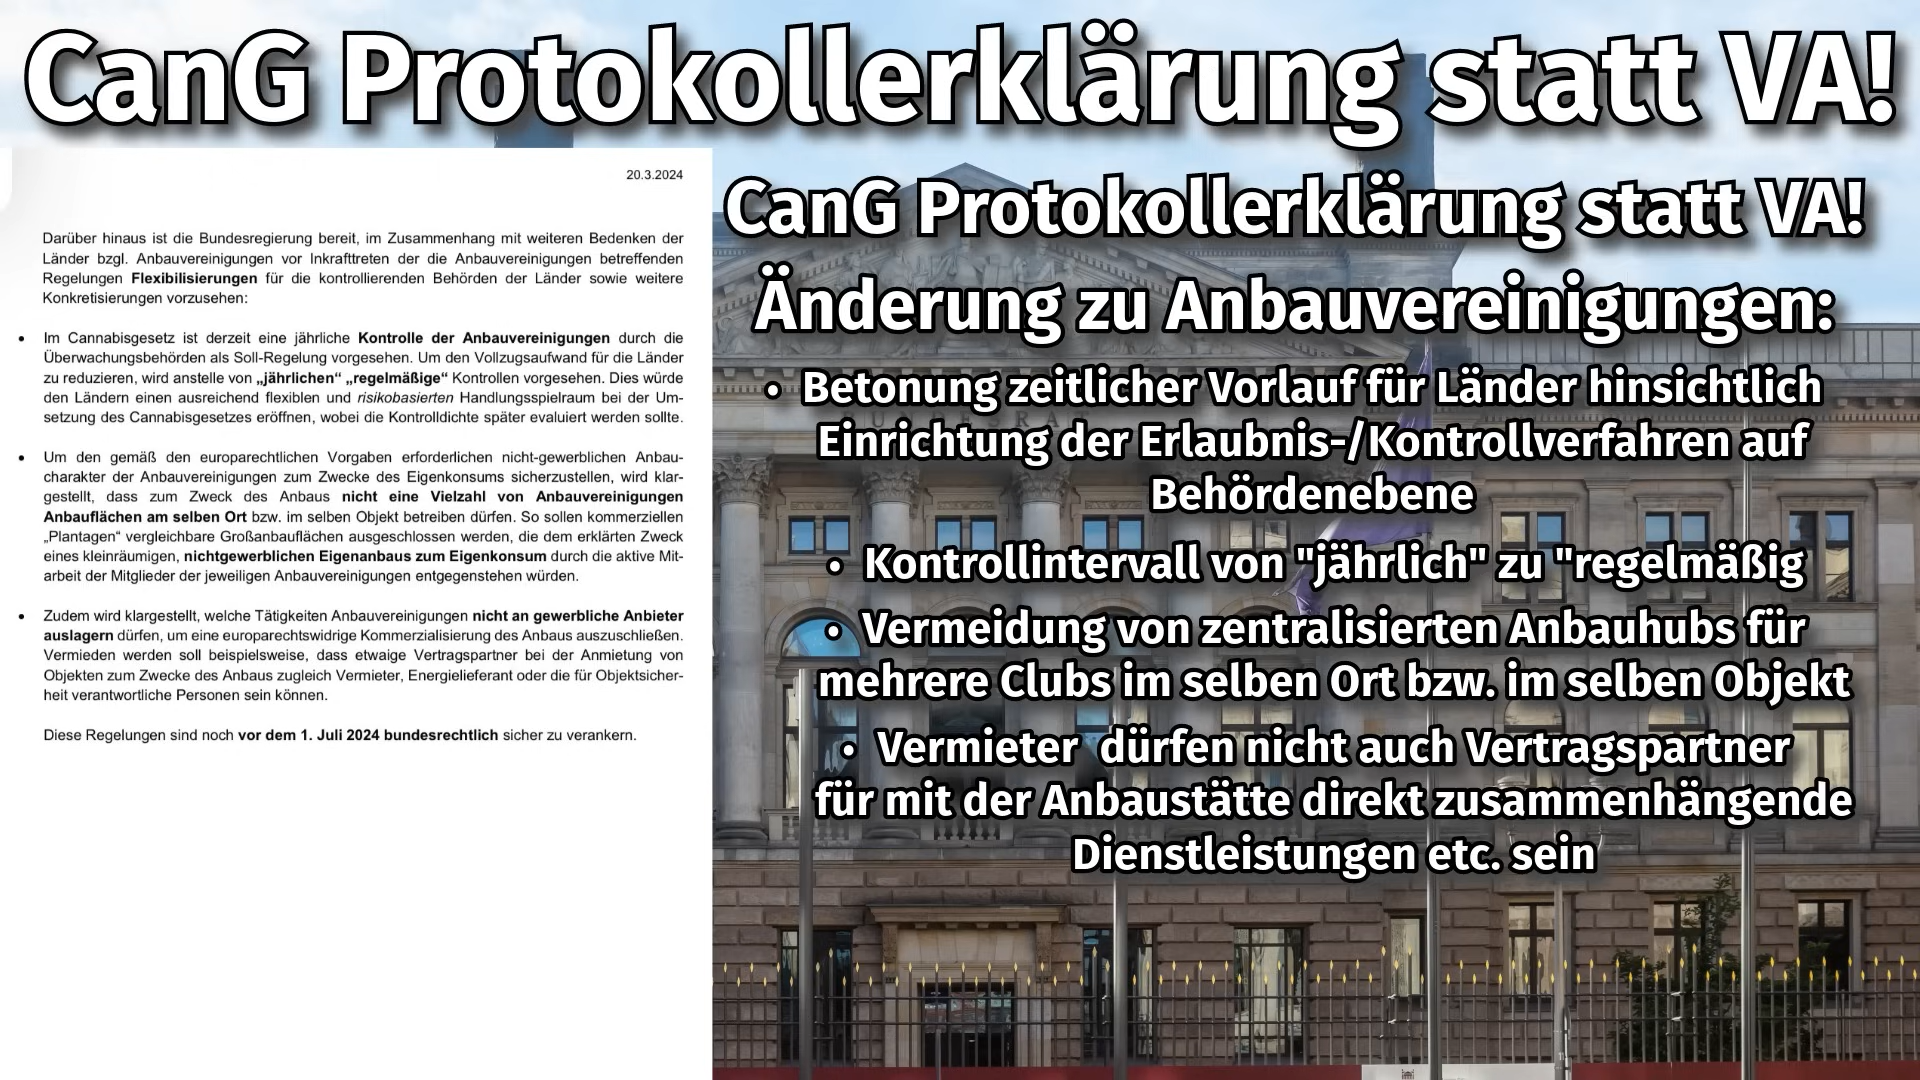 CanG Protokollerklärung statt VA!
20.3.2024
Darüber hinaus ist die Bundesregierung bereit, im Zusammenhang mit weiteren Bedenken der
Länder bzgl. Anbauvereinigungen vor Inkrafttreten der die Anbauvereinigungen betreffenden
Regelungen Flexibilisierungen für die kontrollierenden Behörden der Länder sowie weitere
Konkretisierungen vorzusehen:
• Im Cannabisgesetz ist derzeit eine jährliche Kontrolle der Anbauvereinigungen durch die
Überwachungsbehörden als Soll-Regelung vorgesehen. Um den Vollzugsaufwand für die Länder
zu reduzieren, wird anstelle von „jährlichen“ „regelmäßige“ Kontrollen vorgesehen. Dies würde
den Ländern einen ausreichend flexiblen und risikobasierten Handlungsspielraum bei der Um-
setzung des Cannabisgesetzes eröffnen, wobei die Kontrolldichte später evaluiert werden sollte.
• Um den gemäß den europarechtlichen Vorgaben erforderlichen nicht-gewerblichen Anbau-
charakter der Anbauvereinigungen zum Zwecke des Eigenkonsums sicherzustellen, wird klar-
gestellt, dass zum Zweck des Anbaus nicht eine Vielzahl von Anbauvereinigungen
Anbauflächen am selben Ort bzw. im selben Objekt betreiben dürfen. So sollen kommerziellen
„Plantagen“ vergleichbare Großanbauflächen ausgeschlossen werden, die dem erklärten Zweck
eines kleinräumigen, nichtgewerblichen Eigenanbaus zum Eigenkonsum durch die aktive Mit-
arbeit der Mitglieder der jeweiligen Anbauvereinigungen entgegenstehen würden.
• Zudem wird klargestellt, welche Tätigkeiten Anbauvereinigungen nicht an gewerbliche Anbieter
auslagern dürfen, um eine europarechtswidrige Kommerzialisierung des Anbaus auszuschließen.
Vermieden werden soll beispielsweise, dass etwaige Vertragspartner bei der Anmietung von
Objekten zum Zwecke des Anbaus zugleich Vermieter, Energielieferant oder die für Objektsicher-
heit verantwortliche Personen sein können.
Diese Regelungen sind noch vor dem 1. Juli 2024 bundesrechtlich sicher zu verankern.
CanG Protokollerklärung statt VA!
Änderung zu Anbauvereinigungen:
• Betonung zeitlicher Vorlauf für Länder hinsichtlich
Einrichtung der Erlaubnis-/Kontrollverfahren auf
Behördenebene
• Kontrollintervall von "jährlich" zu "regelmäßig
• Vermeidung von zentralisierten Anbauhubs für
mehrere Clubs im selben Ort bzw. im selben Objekt
• Vermieter dürfen nicht auch Vertragspartner
für mit der Anbaustätte direkt zusammenhängende
Dienstleistungen etc. sein